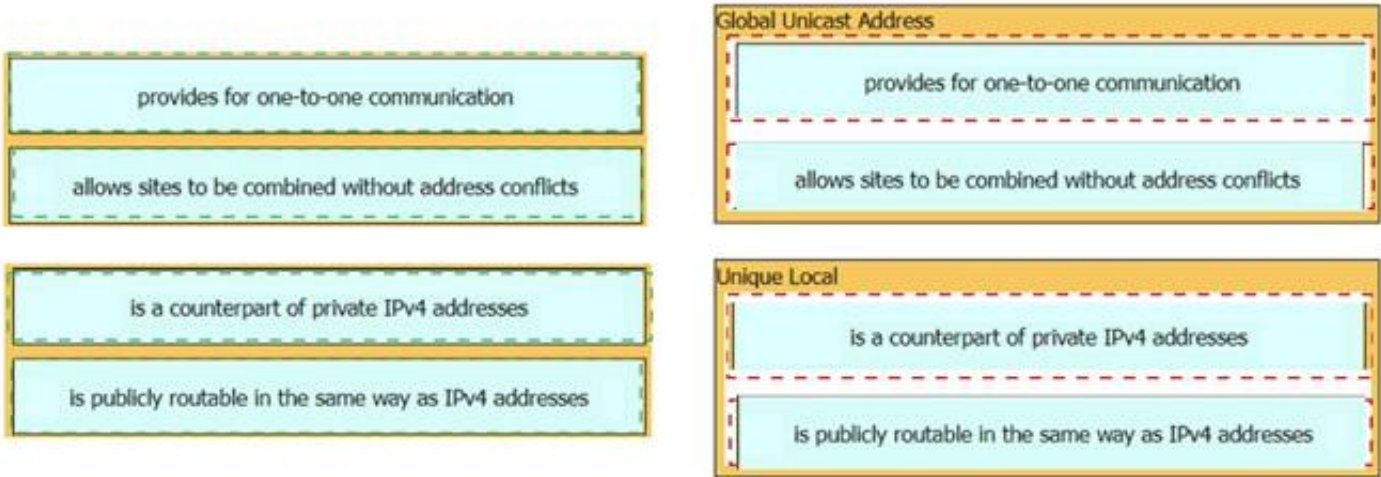 provides for one-to-one communication
allows sites to be combined without address conflicts
is a counterpart of private IPv4 addresses
is publicly routable in the same way as IPv4 addresses
Global Unicast Address
provides for one-to-one communication
allows sites to be combined without address conflicts
Unique Local
is a counterpart of private IPv4 addresses
is publicly routable in the same way as IPv4 addresses